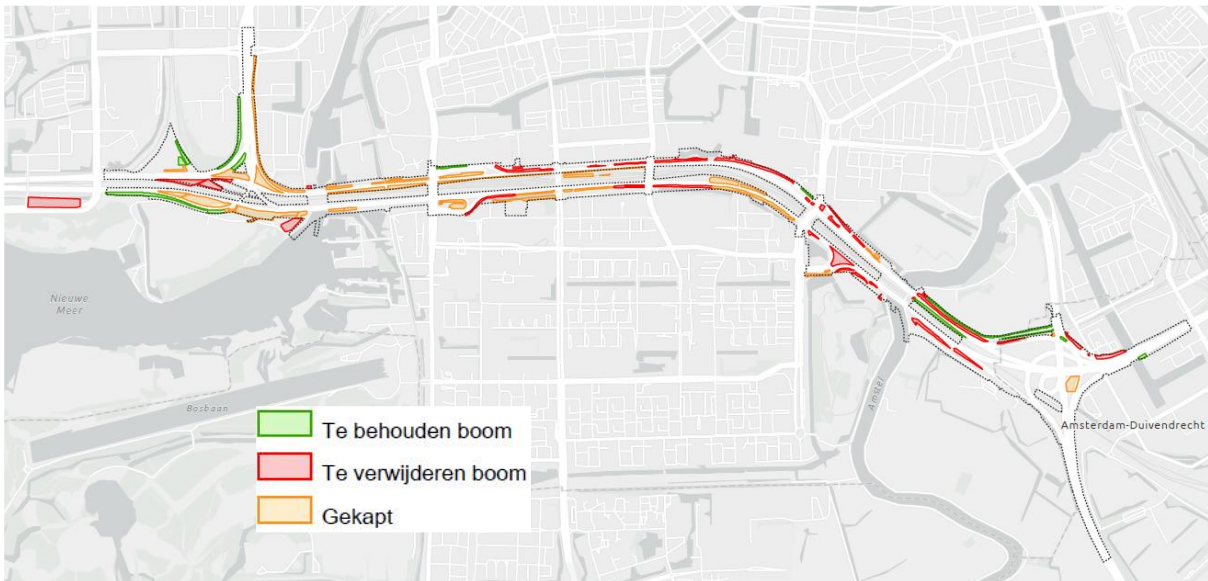 Nieuwe
Meer
Bosbaan
Amstel
Amsterdam-Duivendrecht
Te behouden boom
Te verwijderen boom
Gekapt